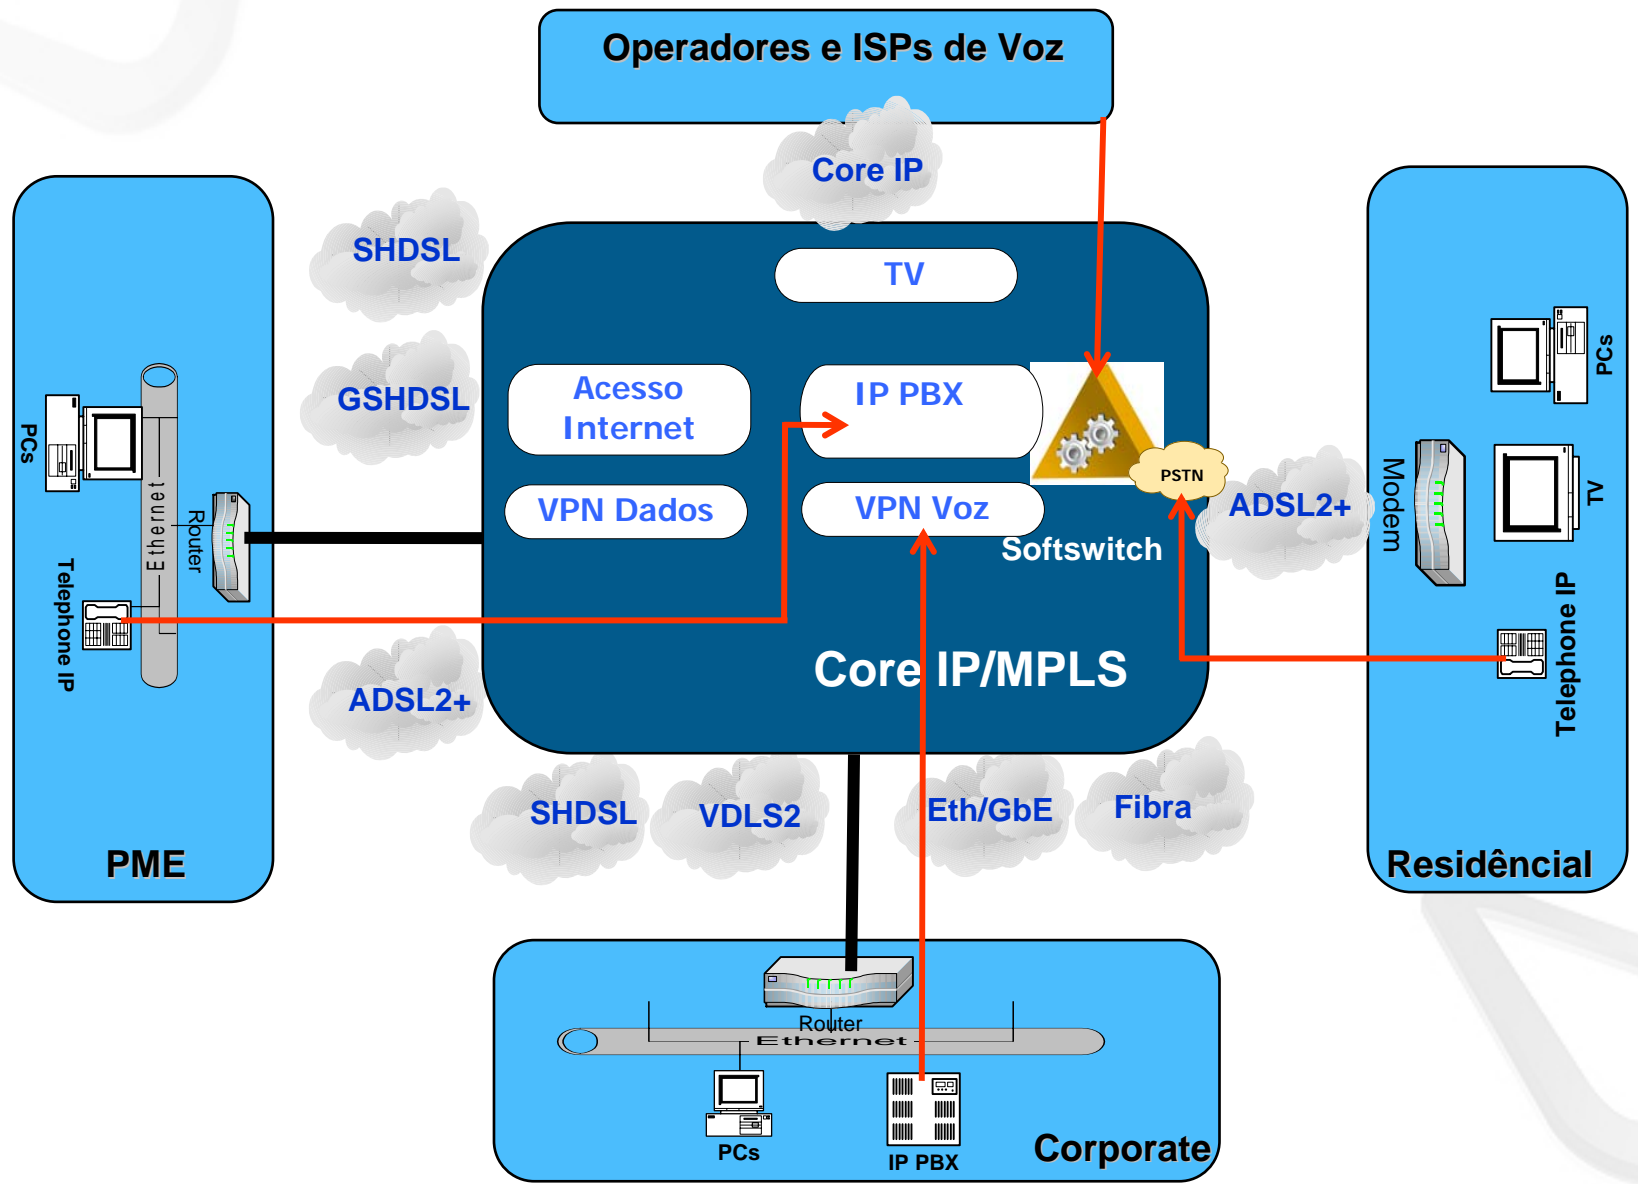 Operadores e ISPs de Voz
Core IP
SHDSL
GSHDSL
ADSL2+
TV
Acesso
Internet
IP PBX
VPN Dados
VPN Voz
PSTN
Softswitch
Core IP/MPLS
PCs
Ethernet
Router
Telephone IP
PME
ADSL2+
Modem
PCs
TV
Telephone IP
Residêncial
SHDSL
VDLS2
Eth/GbE
Fibra
Router
Ethernet
PCs
IP PBX
Corporate